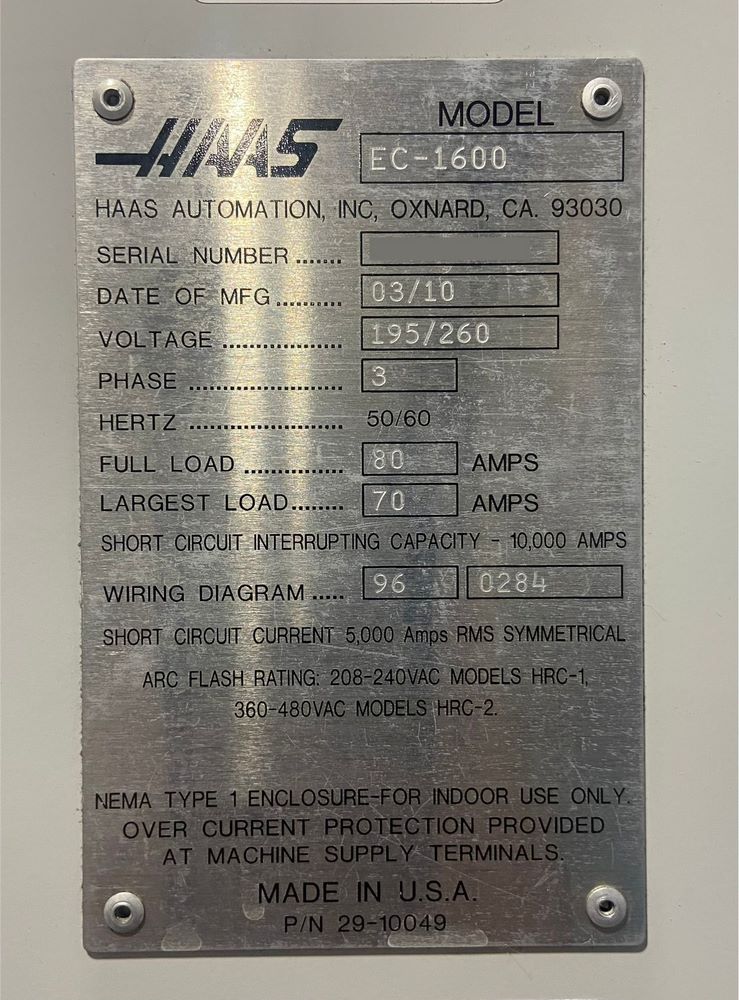 HAAS
MODEL
EC-1600
HAAS AUTOMATION, INC, OXNARD, CA. 93030
SERIAL NUMBER .......
DATE OF MFG .......... 03/10
VOLTAGE .................. 195/260
PHASE ....................... 3
HERTZ ....................... 50/60
FULL LOAD ............... 80 AMPS
LARGEST LOAD........ 70 AMPS
SHORT CIRCUIT INTERRUPTING CAPACITY - 10,000 AMPS
WIRING DIAGRAM ..... 96 0284
SHORT CIRCUIT CURRENT 5,000 Amps RMS SYMMETRICAL
ARC FLASH RATING: 208-240VAC MODELS HRC-1,
360-480VAC MODELS HRC-2.
NEMA TYPE 1 ENCLOSURE-FOR INDOOR USE ONLY.
OVER CURRENT PROTECTION PROVIDED
AT MACHINE SUPPLY TERMINALS.
MADE IN U.S.A.
P/N 29-10049